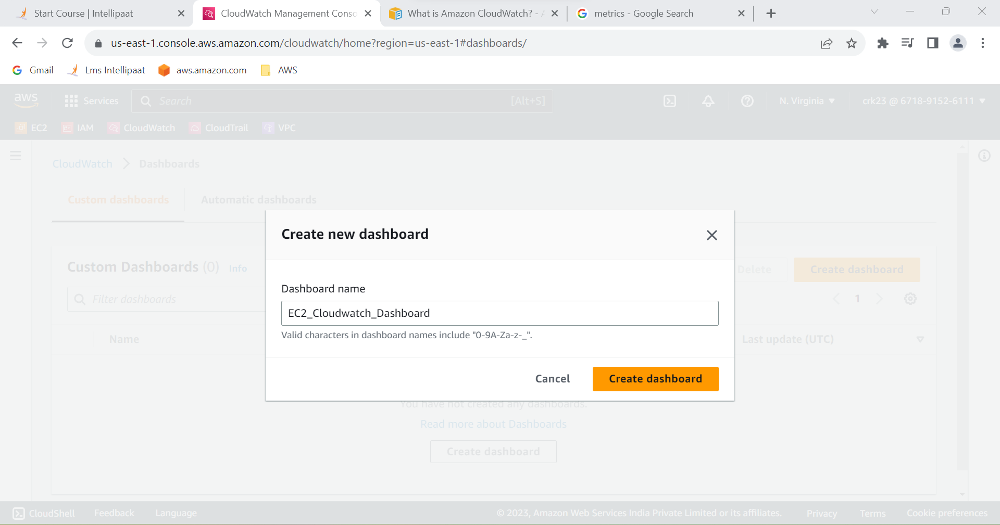 Start Course | Intellipaat
CloudWatch Management Conso
What is Amazon CloudWatch? - A
metrics - Google Search
us-east-1.console.aws.amazon.com/cloudwatch/home?region=us-east-1#dashboards/
Gmail
Lms Intellipaat
aws.amazon.com
AWS
aws
Services
Search
[Alt+S]
N. Virginia
crk23 @ 6718-9152-6111
EC2
IAM
CloudWatch
CloudTrail
VPC
CloudWatch
Dashboards
Custom dashboards
Automatic dashboards
Create new dashboard
Custom Dashboards (0)
Info
Delete
Create dashboard
Dashboard name
Filter dashboards
1
EC2_Cloudwatch_Dashboard
Valid characters in dashboard names include "0-9A-Za-z-_".
Name
Last update (UTC)
Cancel
Create dashboard
You have not created any dashboards.
Read more about Dashboards
Create dashboard
CloudShell
Feedback
Language
© 2023, Amazon Web Services India Private Limited or its affiliates.
Privacy
Terms
Cookie preferences